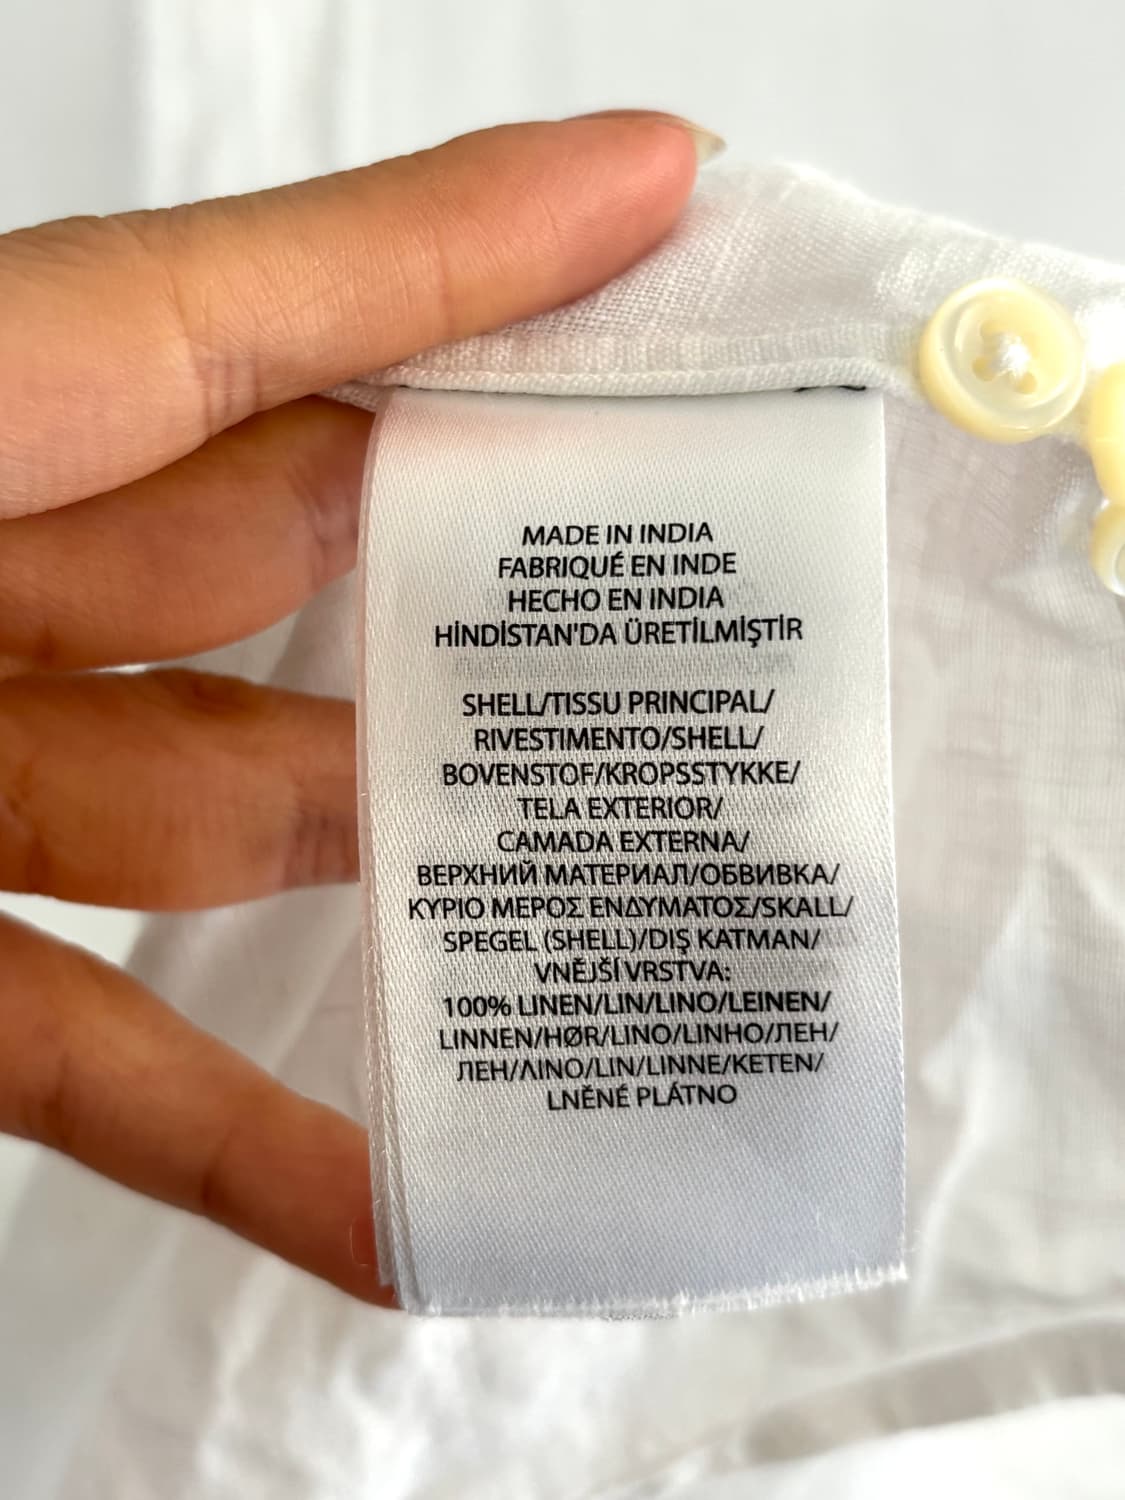 MADE IN INDIA
FABRIQUÉ EN INDE
HECHO EN INDIA
HİNDİSTAN'DA ÜRETİLMİŞTİR
SHELL/TISSU PRINCIPAL/
RIVESTIMENTO/SHELL/
BOVENSTOF/KROPSSTYKKE/
TELA EXTERIOR/
CAMADA EXTERNA/
ВЕРХНИЙ МАТЕРИАЛ/ОБВИВКА/
ΚΥΡΙΟ ΜΕΡΟΣ ΕΝΔΥΜΑΤΟΣ/SKALL/
SPEGEL (SHELL)/DIŞ KATMAN/
VNĚJŠÍ VRSTVA:
100% LINEN/LIN/LINO/LEINEN/
LINNEN/HØR/LINO/LINHO/ЛЕН/
ЛЕН/ΛΙΝΟ/LIN/LINNE/KETEN/
LNĚNÉ PLÁTNO